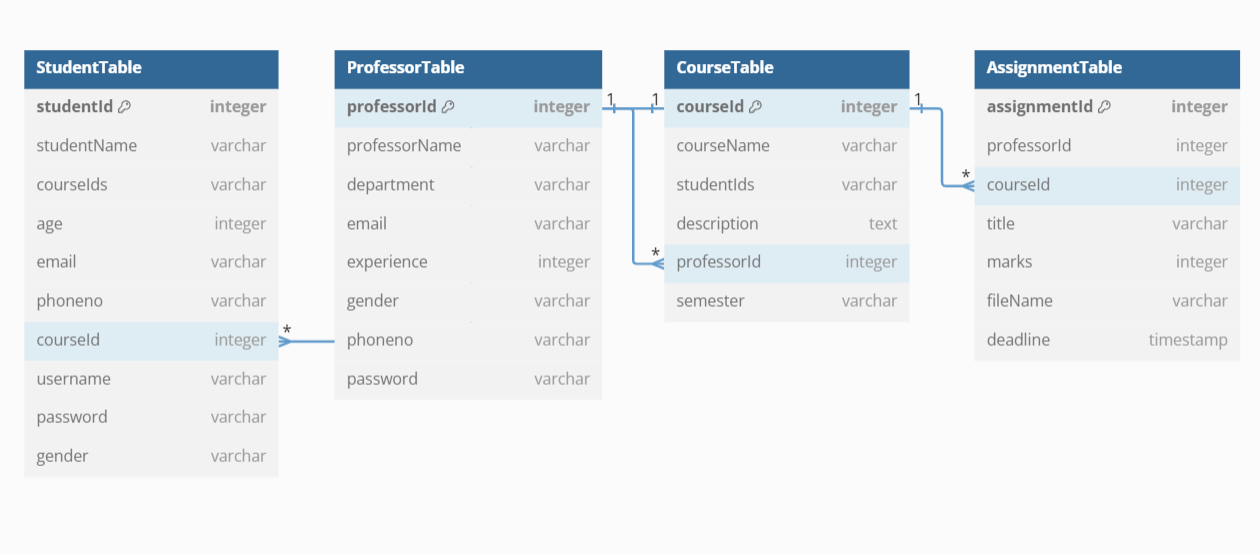 StudentTable
studentId integer
studentName varchar
courseIds varchar
age integer
email varchar
phoneno varchar
courseId integer
username varchar
password varchar
gender varchar
*
ProfessorTable
professorId integer
professorName varchar
department varchar
email varchar
experience integer
gender varchar
phoneno varchar
password varchar
1
1
*
CourseTable
courseId integer
courseName varchar
studentIds varchar
description text
professorId integer
semester varchar
1
*
AssignmentTable
assignmentId integer
professorId integer
courseId integer
title varchar
marks integer
fileName varchar
deadline timestamp